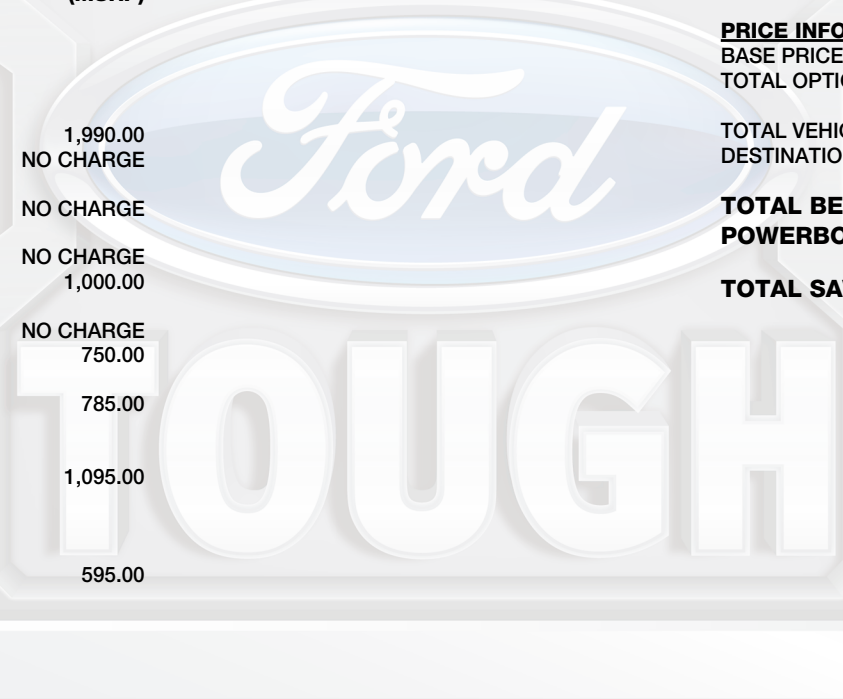 1,990.00
NO CHARGE
NO CHARGE
NO CHARGE
1,000.00
NO CHARGE
750.00
785.00
1,095.00
595.00
PRICE INFO
BASE PRICE
TOTAL OPTI
TOTAL VEHIC
DESTINATIO
TOTAL BE
POWERBO
TOTAL SA
Ford
TOUGH